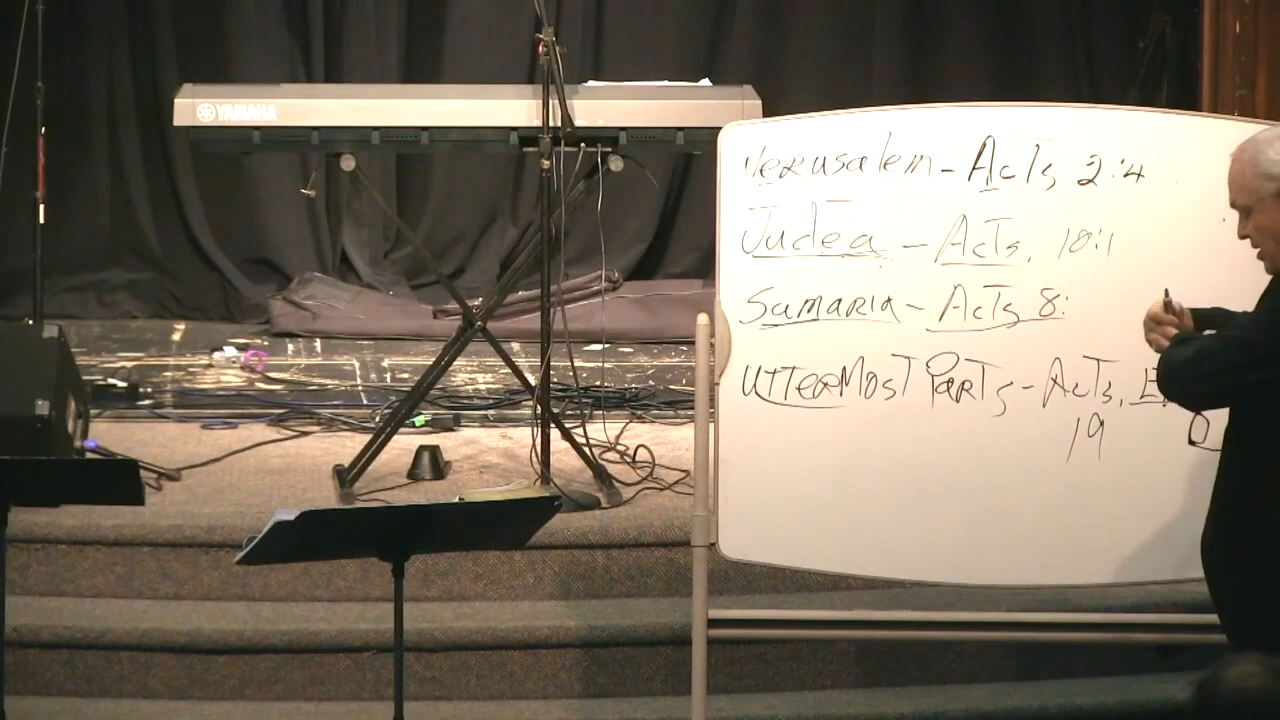 YAMAHA
Jerusalem - Acts 2:4
Judea - Acts, 10:1
SAMARIA - Acts 8:
UTTERMOST PARTS - Acts,
19